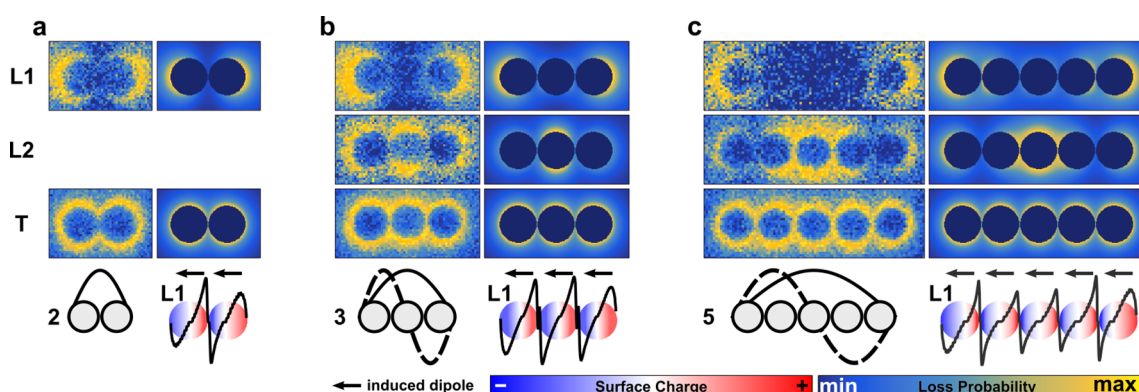 a b c
L1
L2
T
2 L1 3 L1 5 L1
− +
induced dipole Surface Charge min Loss Probability max